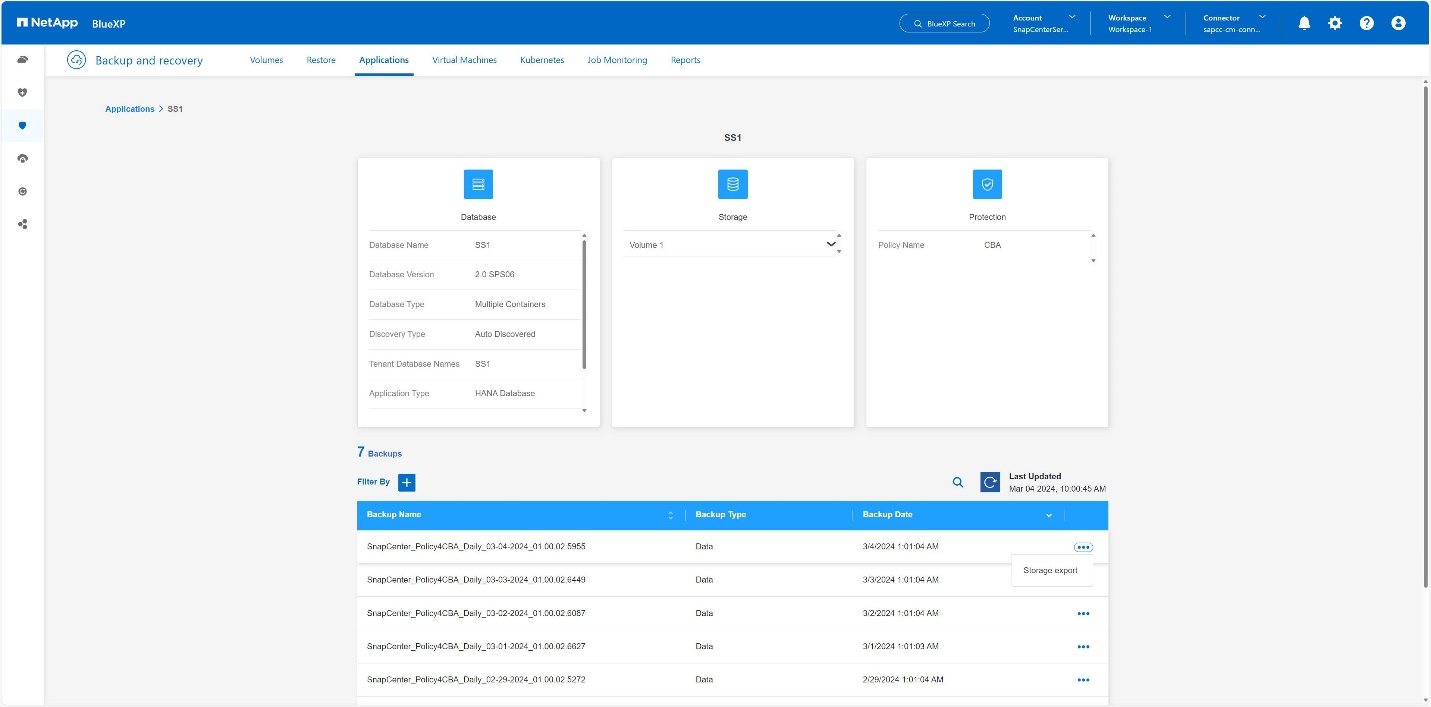 NetApp BlueXP BlueXP Search Account SnapCenterSer... Workspace Workspace-1 Connector sapcc-cm-conn...
Backup and recovery Volumes Restore Applications Virtual Machines Kubernetes Job Monitoring Reports
Applications > SS1
SS1
Database Storage Protection
Database Name SS1 Volume 1 Policy Name CBA
Database Version 2.0 SPS06
Database Type Multiple Containers
Discovery Type Auto Discovered
Tenant Database Names SS1
Application Type HANA Database
7 Backups
Filter By + Last Updated
Mar 04 2024, 10:00:45 AM
Backup Name Backup Type Backup Date
SnapCenter_Policy4CBA_Daily_03-04-2024_01.00.02.5955 Data 3/4/2024 1:01:04 AM
Storage export
SnapCenter_Policy4CBA_Daily_03-03-2024_01.00.02.6449 Data 3/3/2024 1:01:04 AM
SnapCenter_Policy4CBA_Daily_03-02-2024_01.00.02.6087 Data 3/2/2024 1:01:04 AM
SnapCenter_Policy4CBA_Daily_03-01-2024_01.00.02.6627 Data 3/1/2024 1:01:03 AM
SnapCenter_Policy4CBA_Daily_02-29-2024_01.00.02.5272 Data 2/29/2024 1:01:04 AM